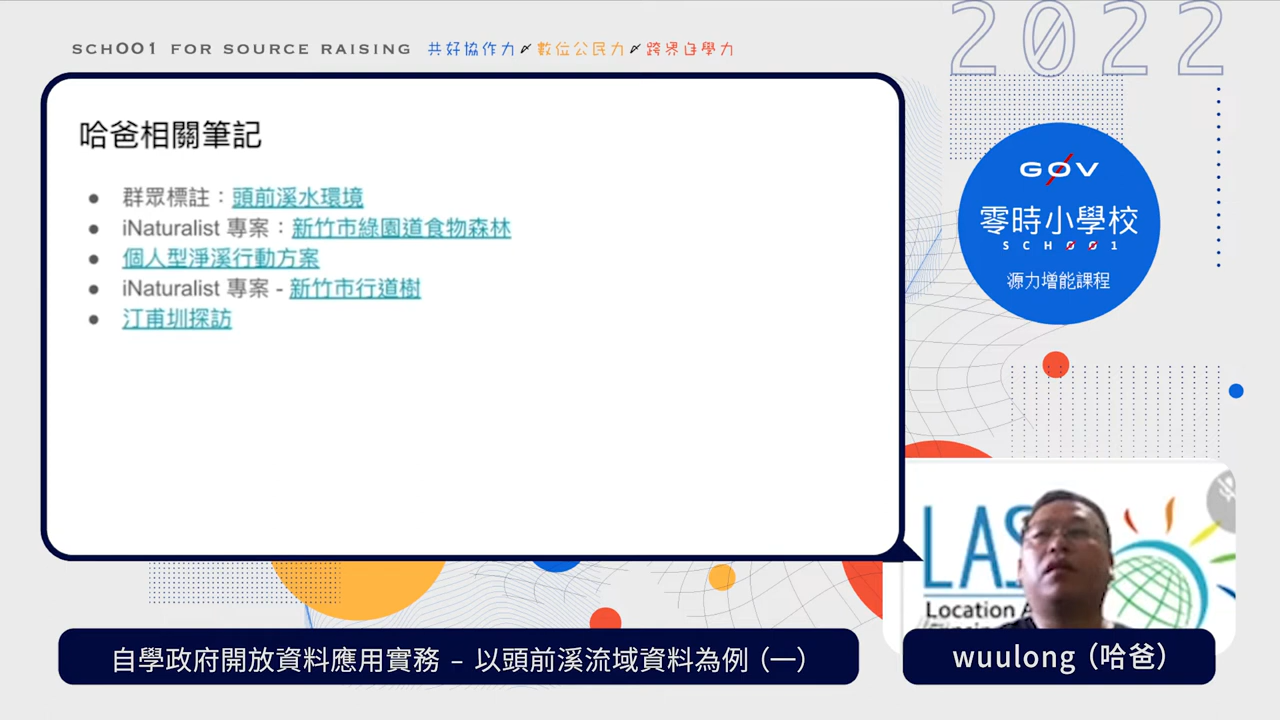 SCHOO1 FOR SOURCE RAISING 共好協作力 數位公民力 跨界自學力
2022
哈爸相關筆記
群眾標註：頭前溪水環境
iNaturalist 專案：新竹市綠園道食物森林
個人型淨溪行動方案
iNaturalist 專案 - 新竹市行道樹
汀甫圳探訪
G0V
零時小學校
SCH001
源力增能課程
LAS
Location A
自學政府開放資料應用實務 – 以頭前溪流域資料為例（一）
wuulong（哈爸）